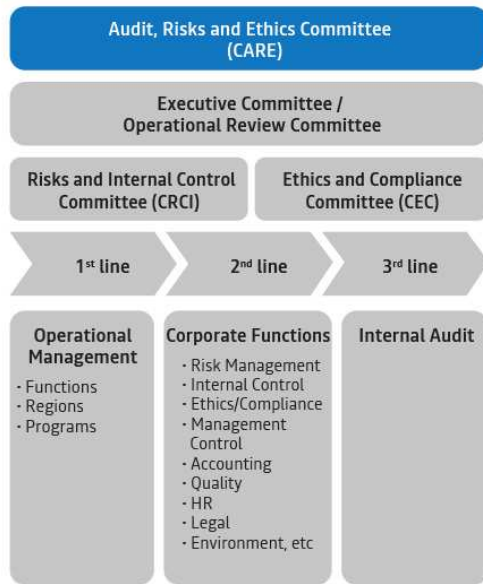 Audit, Risks and Ethics Committee
(CARE)
Executive Committee /
Operational Review Committee
Risks and Internal Control
Committee (CRCI)
Ethics and Compliance
Committee (CEC)
1st line
2nd line
3rd line
Operational
Management
· Functions
· Regions
· Programs
Corporate Functions
· Risk Management
· Internal Control
· Ethics/Compliance
· Management
Control
· Accounting
· Quality
· HR
· Legal
· Environment, etc
Internal Audit